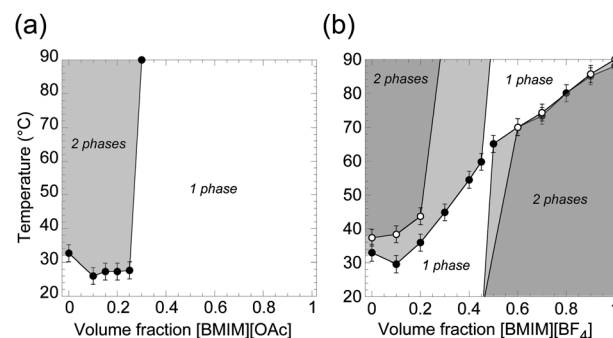 (a)
(b)
90
80
70
60
50
40
30
20
Temperature (°C)
2 phases
1 phase
0
0.2
0.4
0.6
0.8
1
Volume fraction [BMIM][OAc]
90
80
70
60
50
40
30
20
2 phases
1 phase
1 phase
2 phases
0
0.2
0.4
0.6
0.8
Volume fraction [BMIM][BF4]